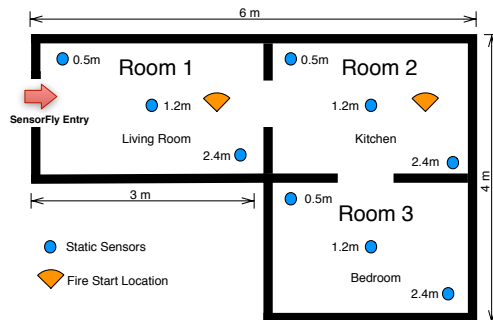 6 m
0.5m
Room 1
0.5m
Room 2
1.2m
1.2m
SensorFly Entry
Living Room
Kitchen
2.4m
2.4m
4 m
3 m
0.5m
Room 3
Static Sensors
1.2m
Fire Start Location
Bedroom
2.4m